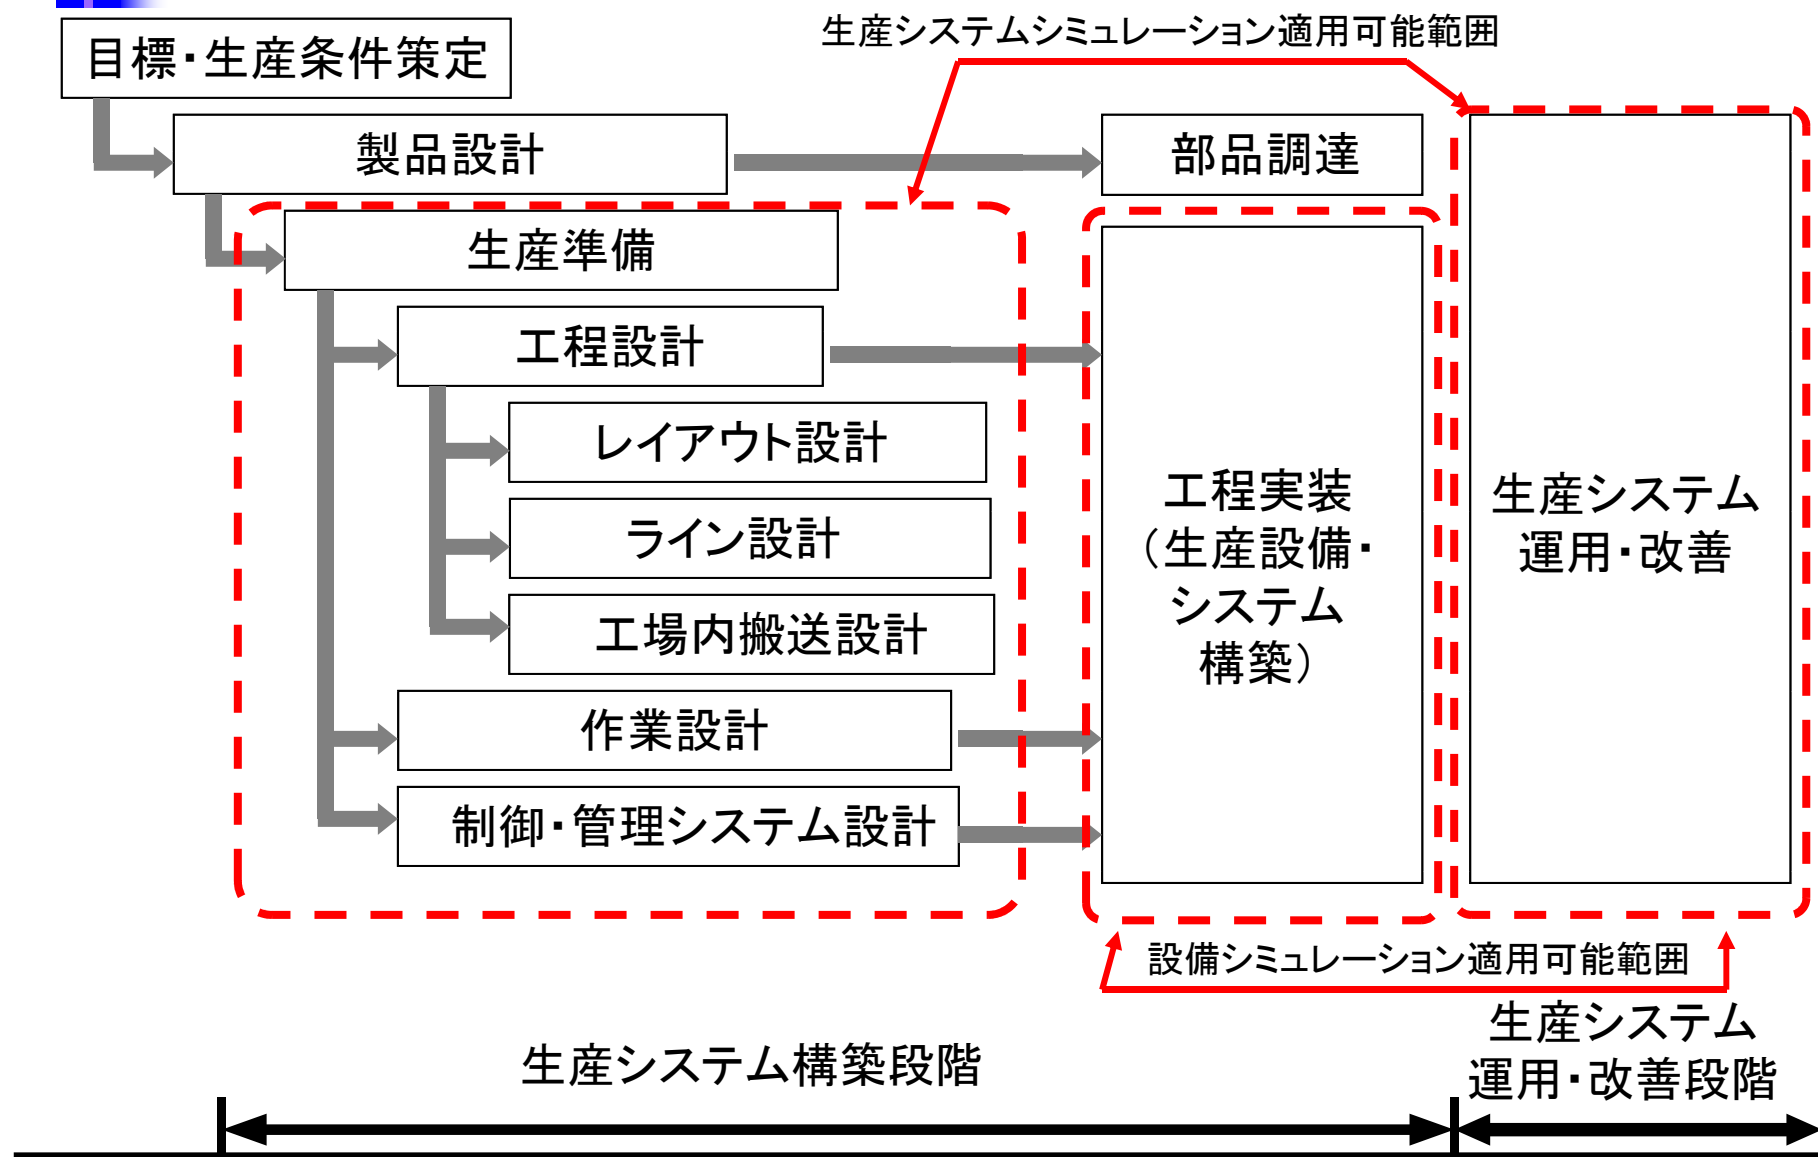 生産システムシミュレーション適用可能範囲
目標・生産条件策定
製品設計
部品調達
生産準備
工程設計
レイアウト設計
ライン設計
工場内搬送設計
作業設計
制御・管理システム設計
工程実装
（生産設備・
システム
構築）
生産システム
運用・改善
設備シミュレーション適用可能範囲
生産システム構築段階
生産システム
運用・改善段階